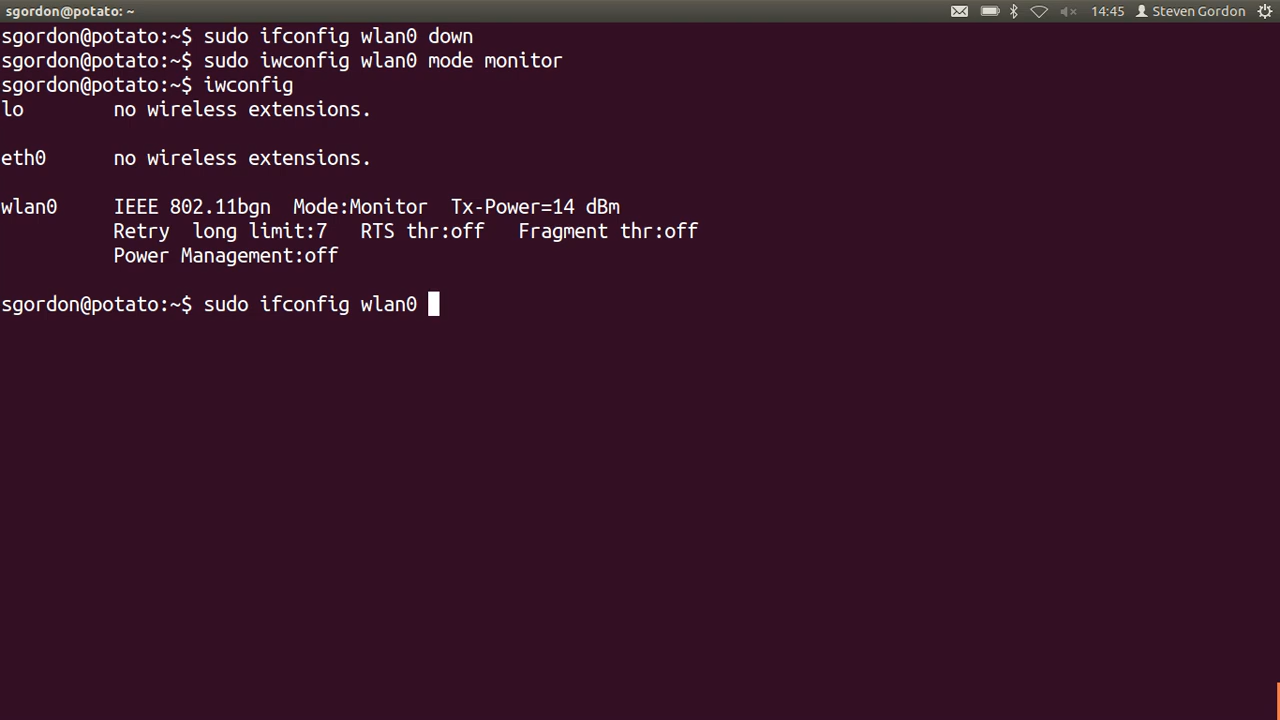 sgordon@potato: ~ 14:45 Steven Gordon
sgordon@potato:~$ sudo ifconfig wlan0 down
sgordon@potato:~$ sudo iwconfig wlan0 mode monitor
sgordon@potato:~$ iwconfig
lo        no wireless extensions.
eth0      no wireless extensions.
wlan0     IEEE 802.11bgn  Mode:Monitor  Tx-Power=14 dBm
          Retry  long limit:7   RTS thr:off   Fragment thr:off
          Power Management:off
sgordon@potato:~$ sudo ifconfig wlan0